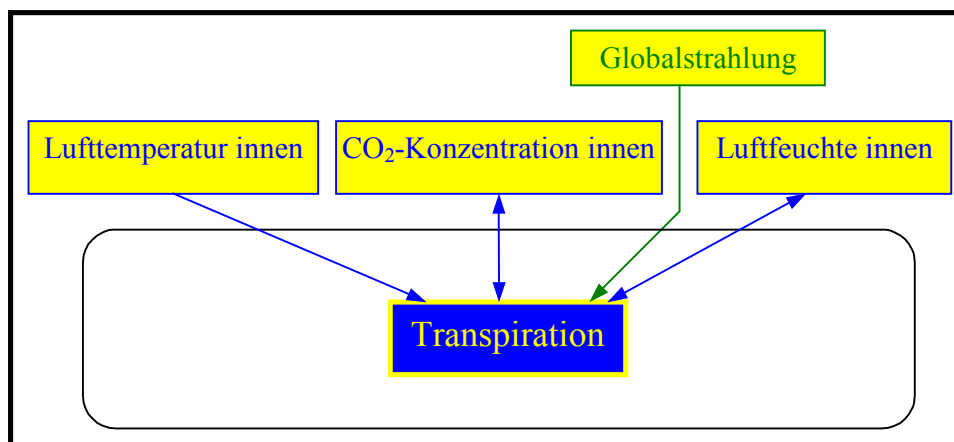 Globalstrahlung
Lufttemperatur innen
CO₂-Konzentration innen
Luftfeuchte innen
Transpiration